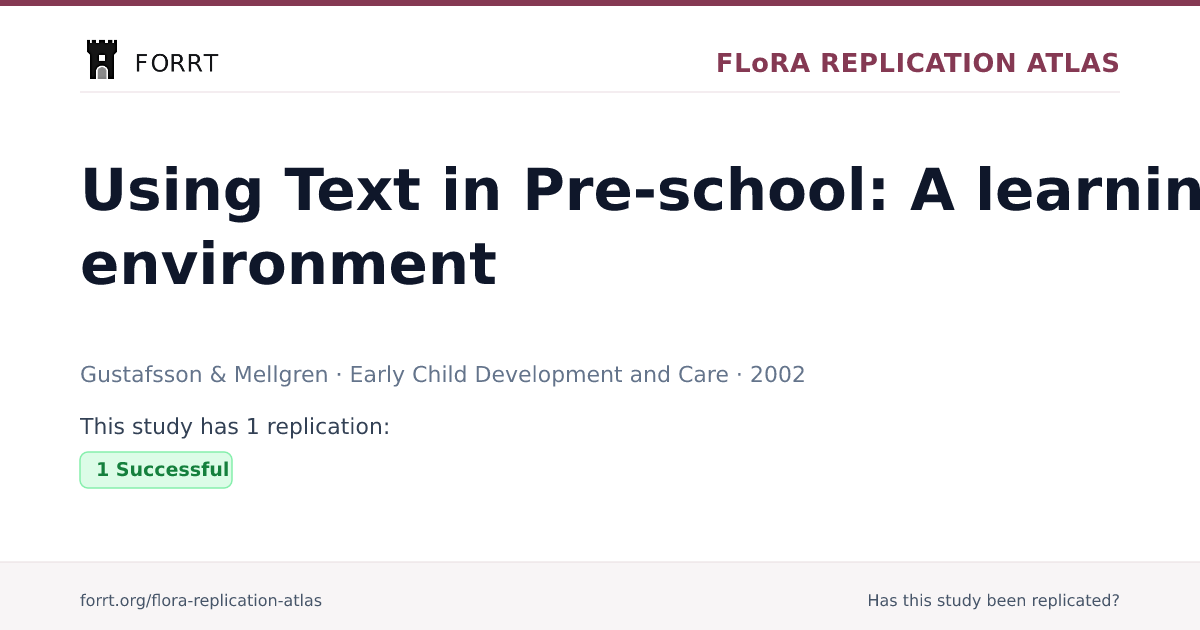 FORRT
FLoRA REPLICATION ATLAS
Using Text in Pre-school: A learnin
environment
Gustafsson & Mellgren · Early Child Development and Care · 2002
This study has 1 replication:
1 Successful
forrt.org/flora-replication-atlas
Has this study been replicated?